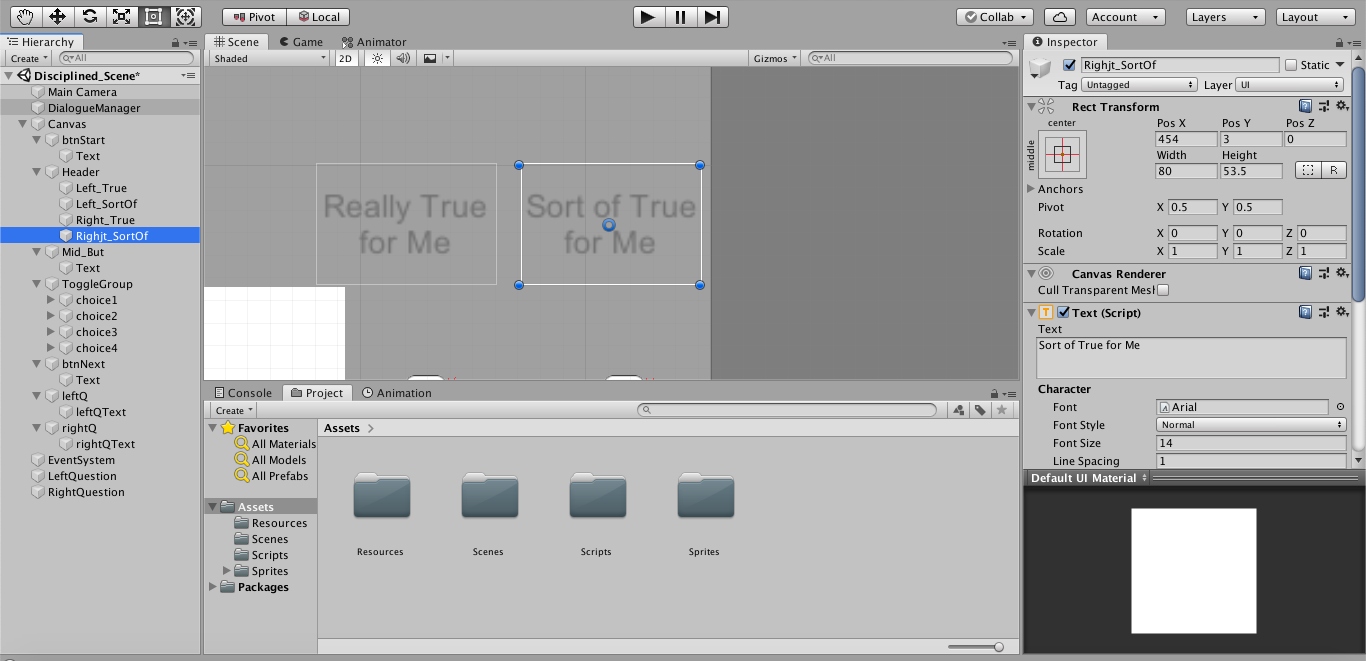 Pivot Local Collab Account Layers Layout
Hierarchy
Create All
Disciplined_Scene*
Main Camera
DialogueManager
Canvas
btnStart
Text
Header
Left_True
Left_SortOf
Right_True
Righjt_SortOf
Mid_But
Text
ToggleGroup
choice1
choice2
choice3
choice4
btnNext
Text
leftQ
leftQText
rightQ
rightQText
EventSystem
LeftQuestion
RightQuestion
Scene Game Animator
Shaded 2D Gizmos All
Really True
for Me
Sort of True
for Me
Console Project Animation
Create
Favorites
All Materials
All Models
All Prefabs
Assets
Resources
Scenes
Scripts
Sprites
Packages
Assets
Resources Scenes Scripts Sprites
Inspector
Righjt_SortOf Static
Tag Untagged Layer UI
Rect Transform
center Pos X Pos Y Pos Z
middle 454 3 0
Width Height
80 53.5 R
Anchors
Pivot X 0.5 Y 0.5
Rotation X 0 Y 0 Z 0
Scale X 1 Y 1 Z 1
Canvas Renderer
Cull Transparent Mesh
T Text (Script)
Text
Sort of True for Me
Character
Font Arial
Font Style Normal
Font Size 14
Line Spacing 1
Default UI Material